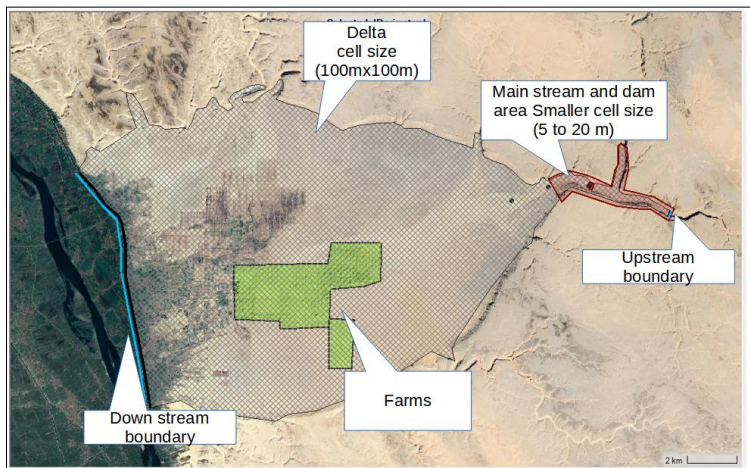 Delta
cell size
(100mx100m)
Main stream and dam
area Smaller cell size
(5 to 20 m)
Upstream
boundary
Farms
Down stream
boundary
2 km